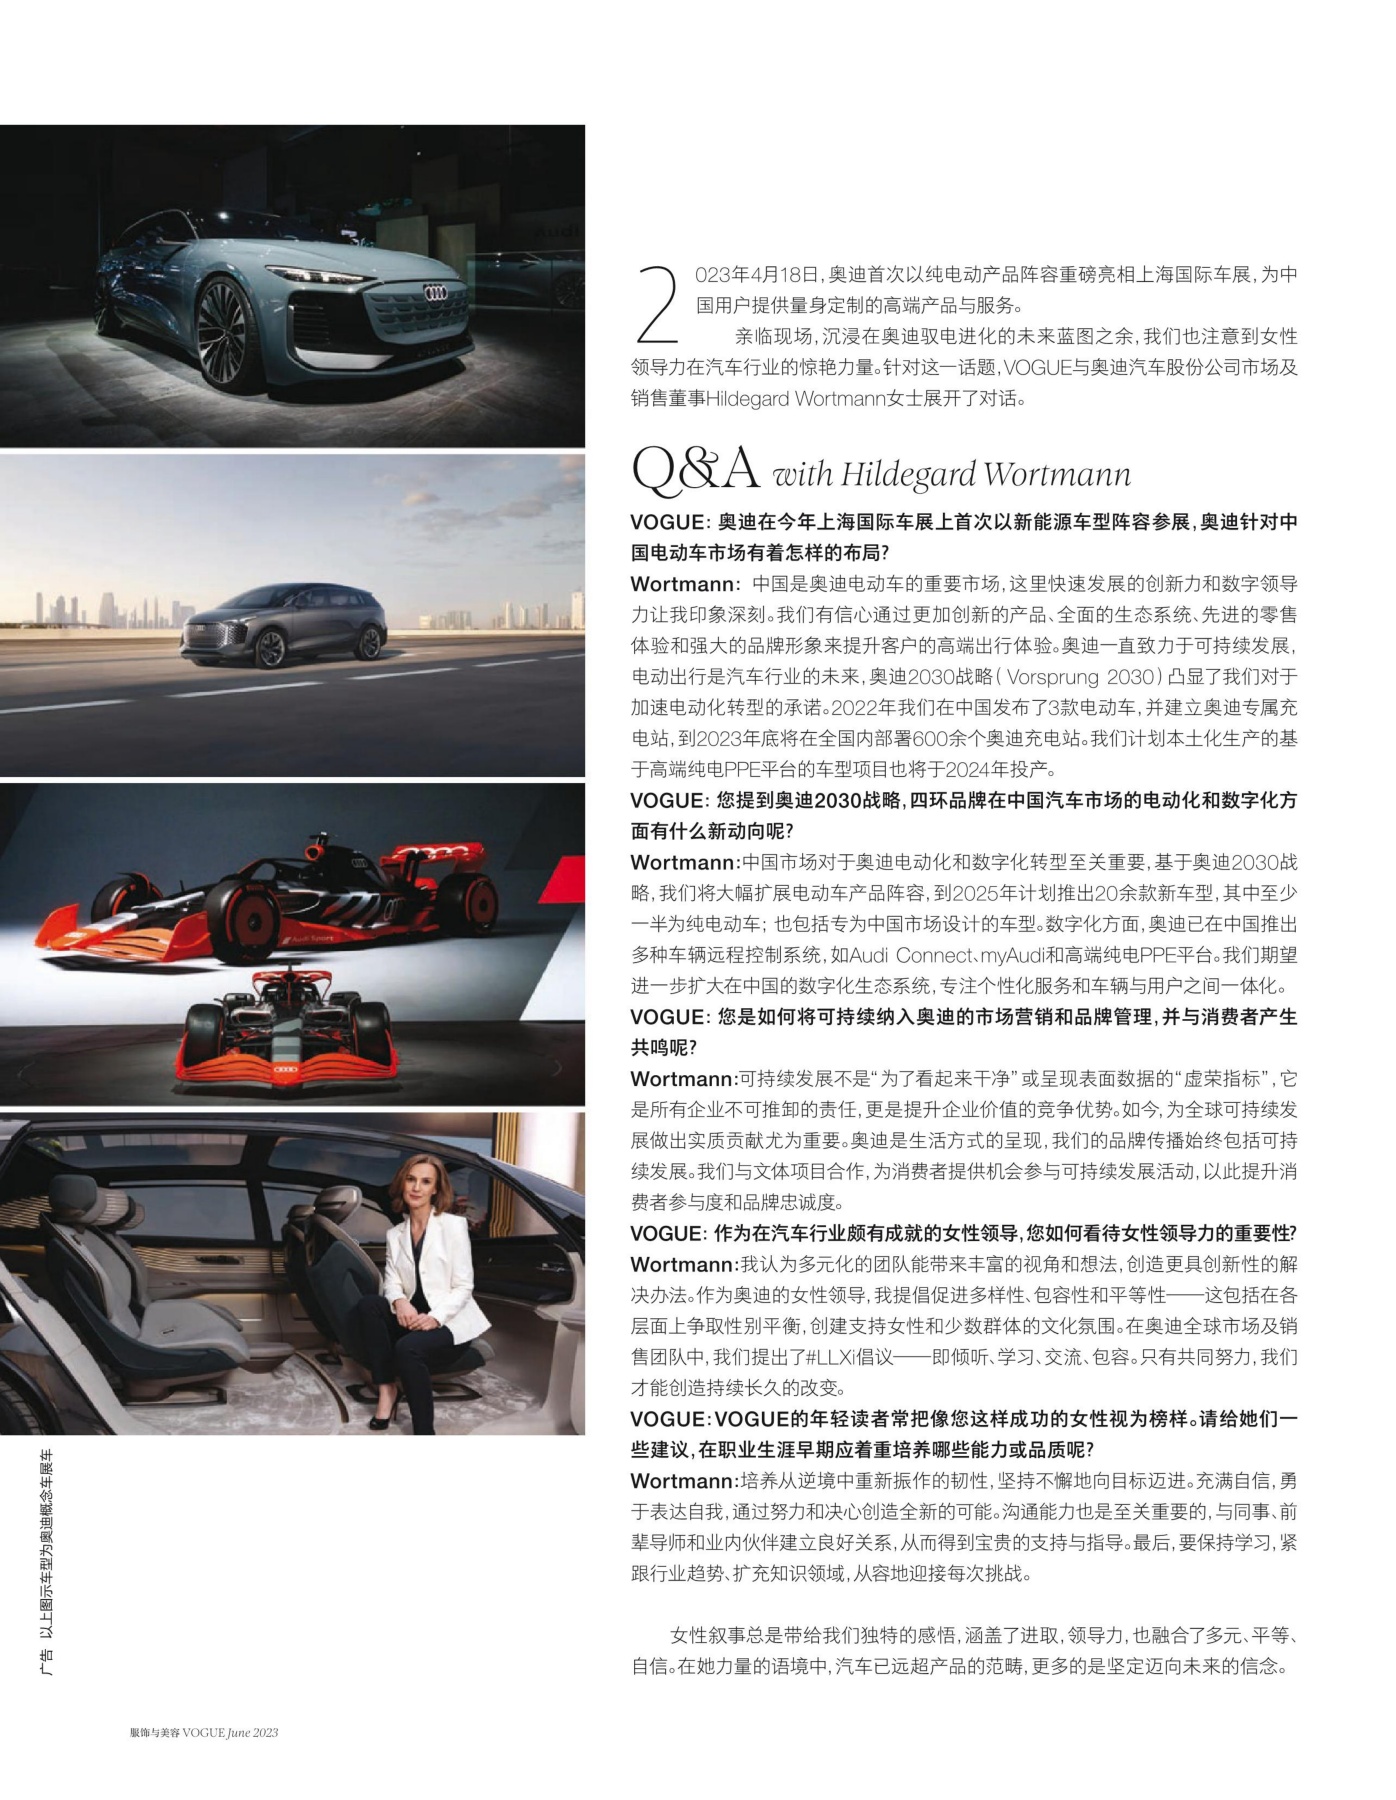 2023年4月18日,奥迪首次以纯电动产品阵容重磅亮相上海国际车展,为中
国用户提供量身定制的高端产品与服务。
亲临现场,沉浸在奥迪驭电进化的未来蓝图之余,我们也注意到女性
领导力在汽车行业的惊艳力量。针对这一话题,VOGUE与奥迪汽车股份公司市场及
销售董事Hildegard Wortmann女士展开了对话。
Q&A with Hildegard Wortmann
VOGUE: 奥迪在今年上海国际车展上首次以新能源车型阵容参展,奥迪针对中
国电动车市场有着怎样的布局?
Wortmann: 中国是奥迪电动车的重要市场,这里快速发展的创新力和数字领导
力让我印象深刻。我们有信心通过更加创新的产品、全面的生态系统、先进的零售
体验和强大的品牌形象来提升客户的高端出行体验。奥迪一直致力于可持续发展,
电动出行是汽车行业的未来,奥迪2030战略(Vorsprung 2030)凸显了我们对于
加速电动化转型的承诺。2022年我们在中国发布了3款电动车,并建立奥迪专属充
电站,到2023年底将在全国内部署600余个奥迪充电站。我们计划本土化生产的基
于高端纯电PPE平台的车型项目也将于2024年投产。
VOGUE: 您提到奥迪2030战略,四环品牌在中国汽车市场的电动化和数字化方
面有什么新动向呢?
Wortmann:中国市场对于奥迪电动化和数字化转型至关重要,基于奥迪2030战
略,我们将大幅扩展电动车产品阵容,到2025年计划推出20余款新车型,其中至少
一半为纯电动车; 也包括专为中国市场设计的车型。数字化方面,奥迪已在中国推出
多种车辆远程控制系统,如Audi Connect、myAudi和高端纯电PPE平台。我们期望
进一步扩大在中国的数字化生态系统,专注个性化服务和车辆与用户之间一体化。
VOGUE: 您是如何将可持续纳入奥迪的市场营销和品牌管理,并与消费者产生
共鸣呢?
Wortmann:可持续发展不是“为了看起来干净”或呈现表面数据的“虚荣指标”,它
是所有企业不可推卸的责任,更是提升企业价值的竞争优势。如今,为全球可持续发
展做出实质贡献尤为重要。奥迪是生活方式的呈现,我们的品牌传播始终包括可持
续发展。我们与文体项目合作,为消费者提供机会参与可持续发展活动,以此提升消
费者参与度和品牌忠诚度。
VOGUE: 作为在汽车行业颇有成就的女性领导,您如何看待女性领导力的重要性?
Wortmann:我认为多元化的团队能带来丰富的视角和想法,创造更具创新性的解
决办法。作为奥迪的女性领导,我提倡促进多样性、包容性和平等性——这包括在各
层面上争取性别平衡,创建支持女性和少数群体的文化氛围。在奥迪全球市场及销
售团队中,我们提出了#LLXi倡议——即倾听、学习、交流、包容。只有共同努力,我们
才能创造持续长久的改变。
VOGUE:VOGUE的年轻读者常把像您这样成功的女性视为榜样。请给她们一
些建议,在职业生涯早期应着重培养哪些能力或品质呢?
Wortmann:培养从逆境中重新振作的韧性,坚持不懈地向目标迈进。充满自信,勇
于表达自我,通过努力和决心创造全新的可能。沟通能力也是至关重要的,与同事、前
辈导师和业内伙伴建立良好关系,从而得到宝贵的支持与指导。最后,要保持学习,紧
跟行业趋势、扩充知识领域,从容地迎接每次挑战。
女性叙事总是带给我们独特的感悟,涵盖了进取,领导力,也融合了多元、平等、
自信。在她力量的语境中,汽车已远超产品的范畴,更多的是坚定迈向未来的信念。
Audi
Audi Sport
广告 以上图示车型为奥迪概念车展车
服饰与美容 VOGUE June 2023